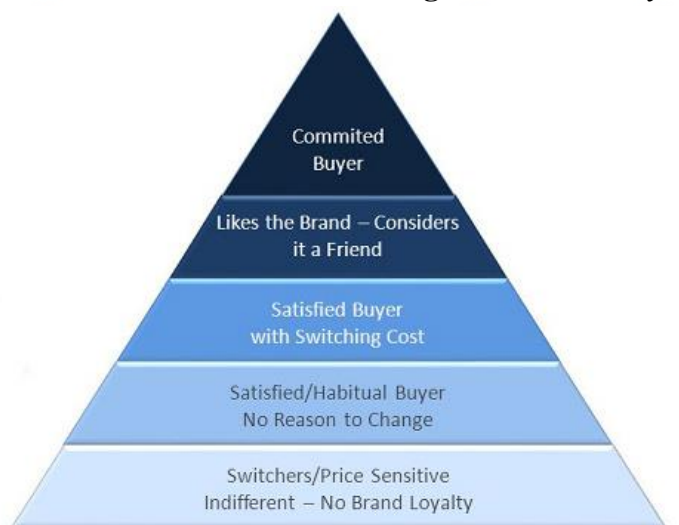 Commited
Buyer
Likes the Brand – Considers
it a Friend
Satisfied Buyer
with Switching Cost
Satisfied/Habitual Buyer
No Reason to Change
Switchers/Price Sensitive
Indifferent – No Brand Loyalty